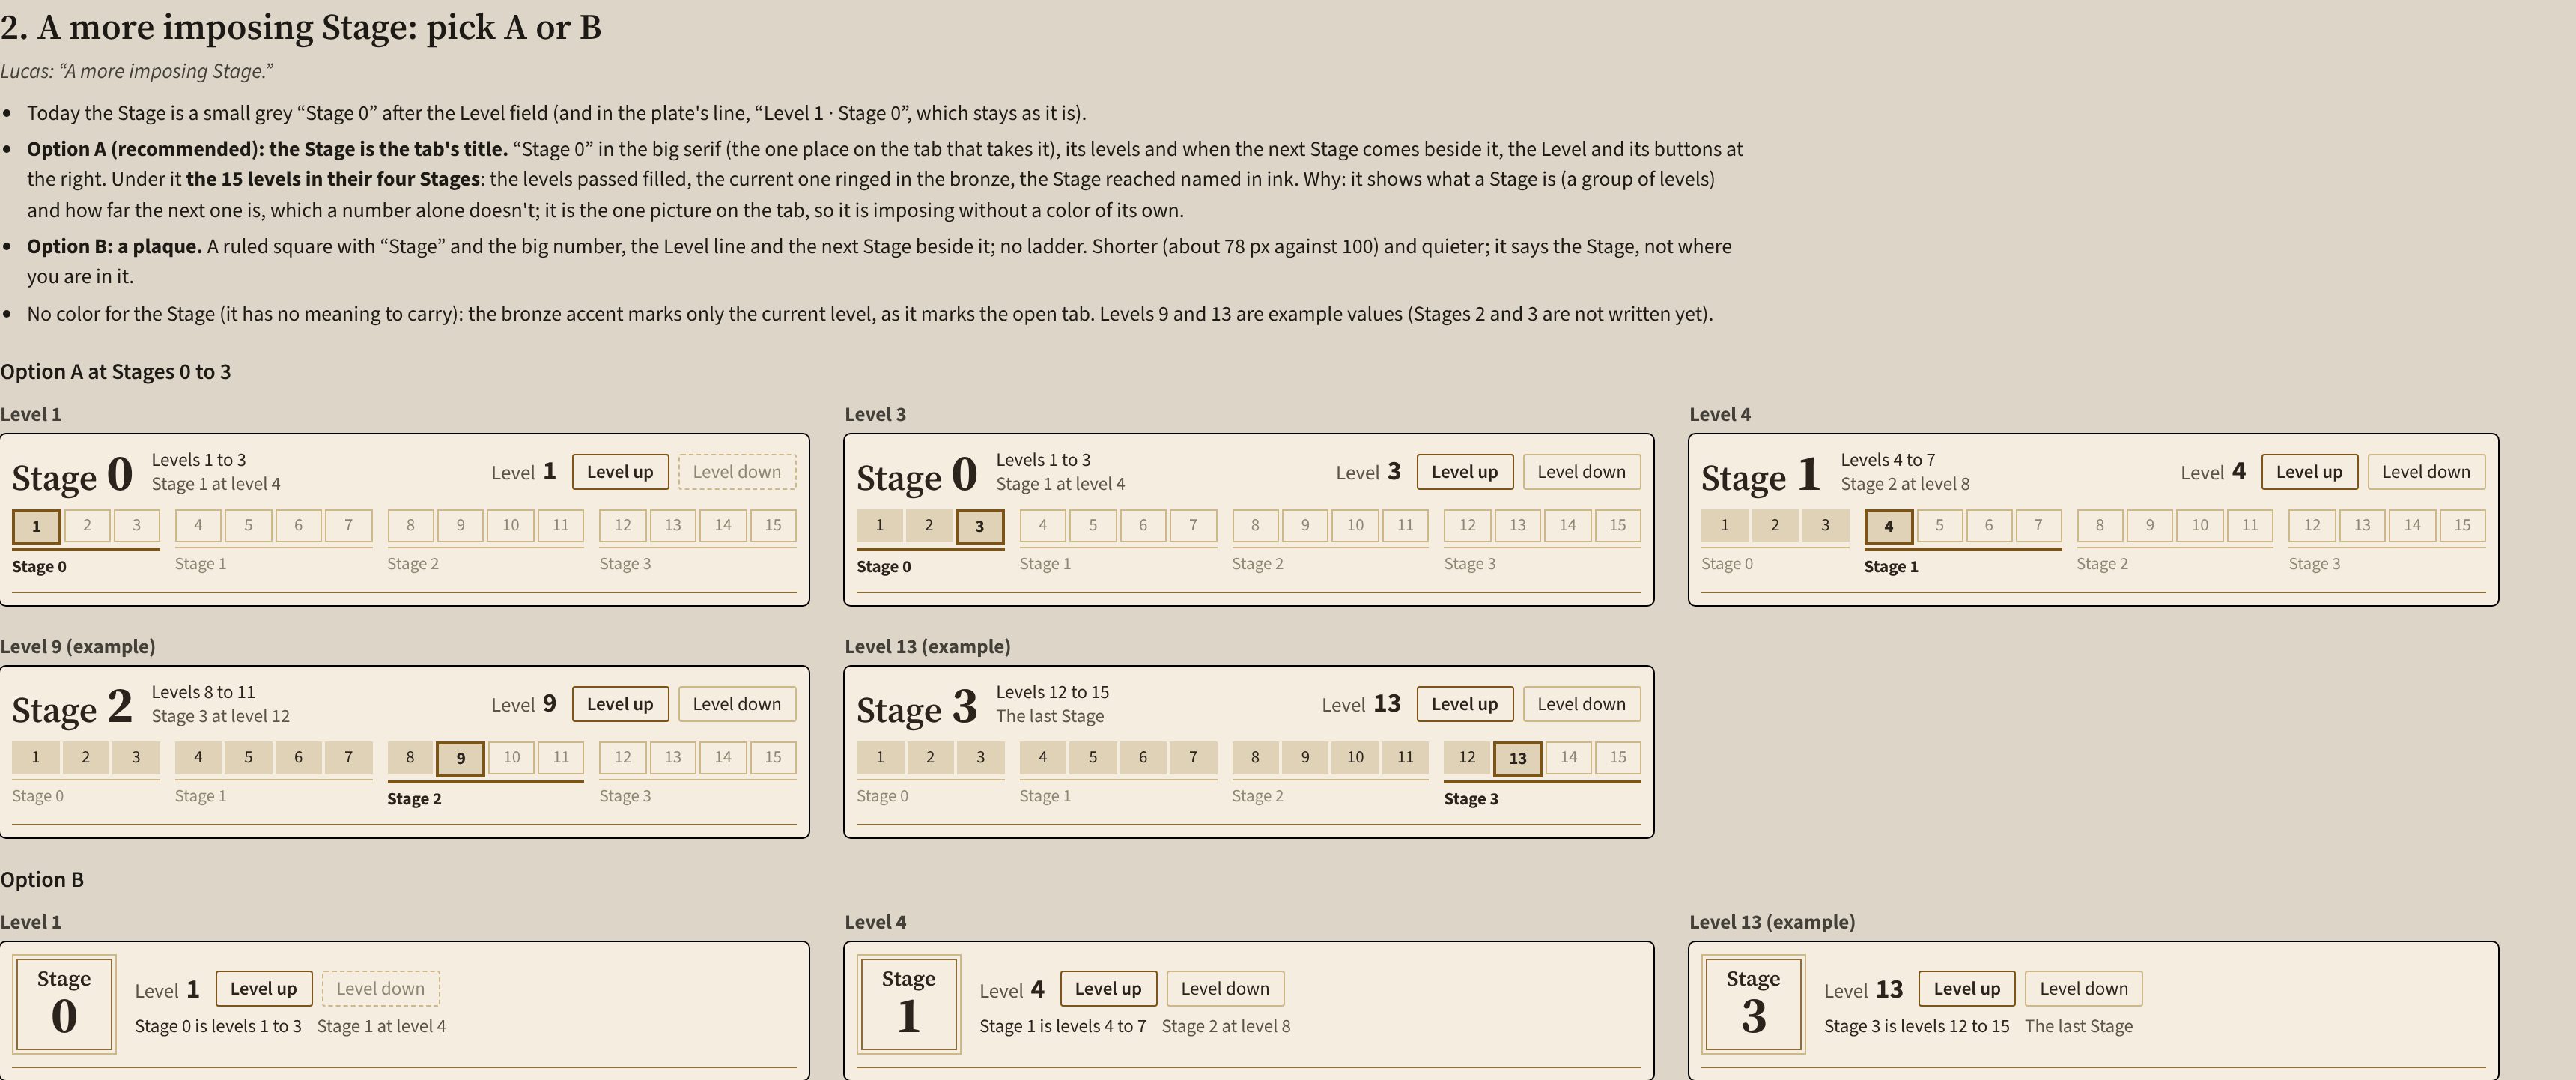 2. A more imposing Stage: pick A or B
Lucas: “A more imposing Stage.”
• Today the Stage is a small grey “Stage 0” after the Level field (and in the plate's line, “Level 1 · Stage 0”, which stays as it is).
• Option A (recommended): the Stage is the tab's title. “Stage 0” in the big serif (the one place on the tab that takes it), its levels and when the next Stage comes beside it, the Level and its buttons at
the right. Under it the 15 levels in their four Stages: the levels passed filled, the current one ringed in the bronze, the Stage reached named in ink. Why: it shows what a Stage is (a group of levels)
and how far the next one is, which a number alone doesn't; it is the one picture on the tab, so it is imposing without a color of its own.
• Option B: a plaque. A ruled square with “Stage” and the big number, the Level line and the next Stage beside it; no ladder. Shorter (about 78 px against 100) and quieter; it says the Stage, not where
you are in it.
• No color for the Stage (it has no meaning to carry): the bronze accent marks only the current level, as it marks the open tab. Levels 9 and 13 are example values (Stages 2 and 3 are not written yet).
Option A at Stages 0 to 3
Level 1
Stage 0
Levels 1 to 3
Stage 1 at level 4
Level 1 Level up Level down
1 2 3 4 5 6 7 8 9 10 11 12 13 14 15
Stage 0 Stage 1 Stage 2 Stage 3
Level 3
Stage 0
Levels 1 to 3
Stage 1 at level 4
Level 3 Level up Level down
1 2 3 4 5 6 7 8 9 10 11 12 13 14 15
Stage 0 Stage 1 Stage 2 Stage 3
Level 4
Stage 1
Levels 4 to 7
Stage 2 at level 8
Level 4 Level up Level down
1 2 3 4 5 6 7 8 9 10 11 12 13 14 15
Stage 0 Stage 1 Stage 2 Stage 3
Level 9 (example)
Stage 2
Levels 8 to 11
Stage 3 at level 12
Level 9 Level up Level down
1 2 3 4 5 6 7 8 9 10 11 12 13 14 15
Stage 0 Stage 1 Stage 2 Stage 3
Level 13 (example)
Stage 3
Levels 12 to 15
The last Stage
Level 13 Level up Level down
1 2 3 4 5 6 7 8 9 10 11 12 13 14 15
Stage 0 Stage 1 Stage 2 Stage 3
Option B
Level 1
Stage
0
Level 1 Level up Level down
Stage 0 is levels 1 to 3 Stage 1 at level 4
Level 4
Stage
1
Level 4 Level up Level down
Stage 1 is levels 4 to 7 Stage 2 at level 8
Level 13 (example)
Stage
3
Level 13 Level up Level down
Stage 3 is levels 12 to 15 The last Stage